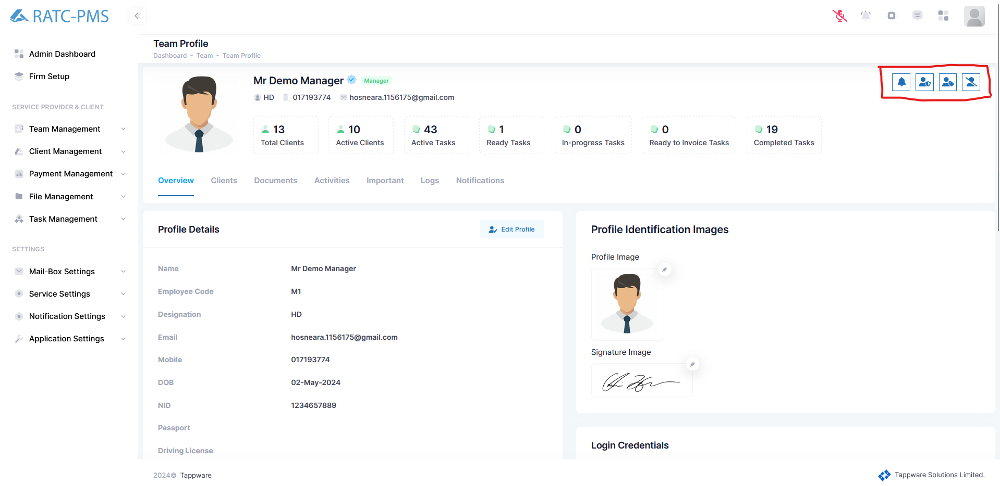 RATC-PMS
Admin Dashboard
Firm Setup
SERVICE PROVIDER & CLIENT
Team Management
Client Management
Payment Management
File Management
Task Management
SETTINGS
Mail-Box Settings
Service Settings
Notification Settings
Application Settings
Team Profile
Dashboard - Team - Team Profile
Mr Demo Manager Manager
HD 017193774 hosneara.1156175@gmail.com
13 10 43 1 0 0 19
Total Clients Active Clients Active Tasks Ready Tasks In-progress Tasks Ready to Invoice Tasks Completed Tasks
Overview Clients Documents Activities Important Logs Notifications
Profile Details Edit Profile
Name Mr Demo Manager
Employee Code M1
Designation HD
Email hosneara.1156175@gmail.com
Mobile 017193774
DOB 02-May-2024
NID 1234657889
Passport
Driving License
Profile Identification Images
Profile Image
Signature Image
Login Credentials
2024© Tappware
Tappware Solutions Limited.